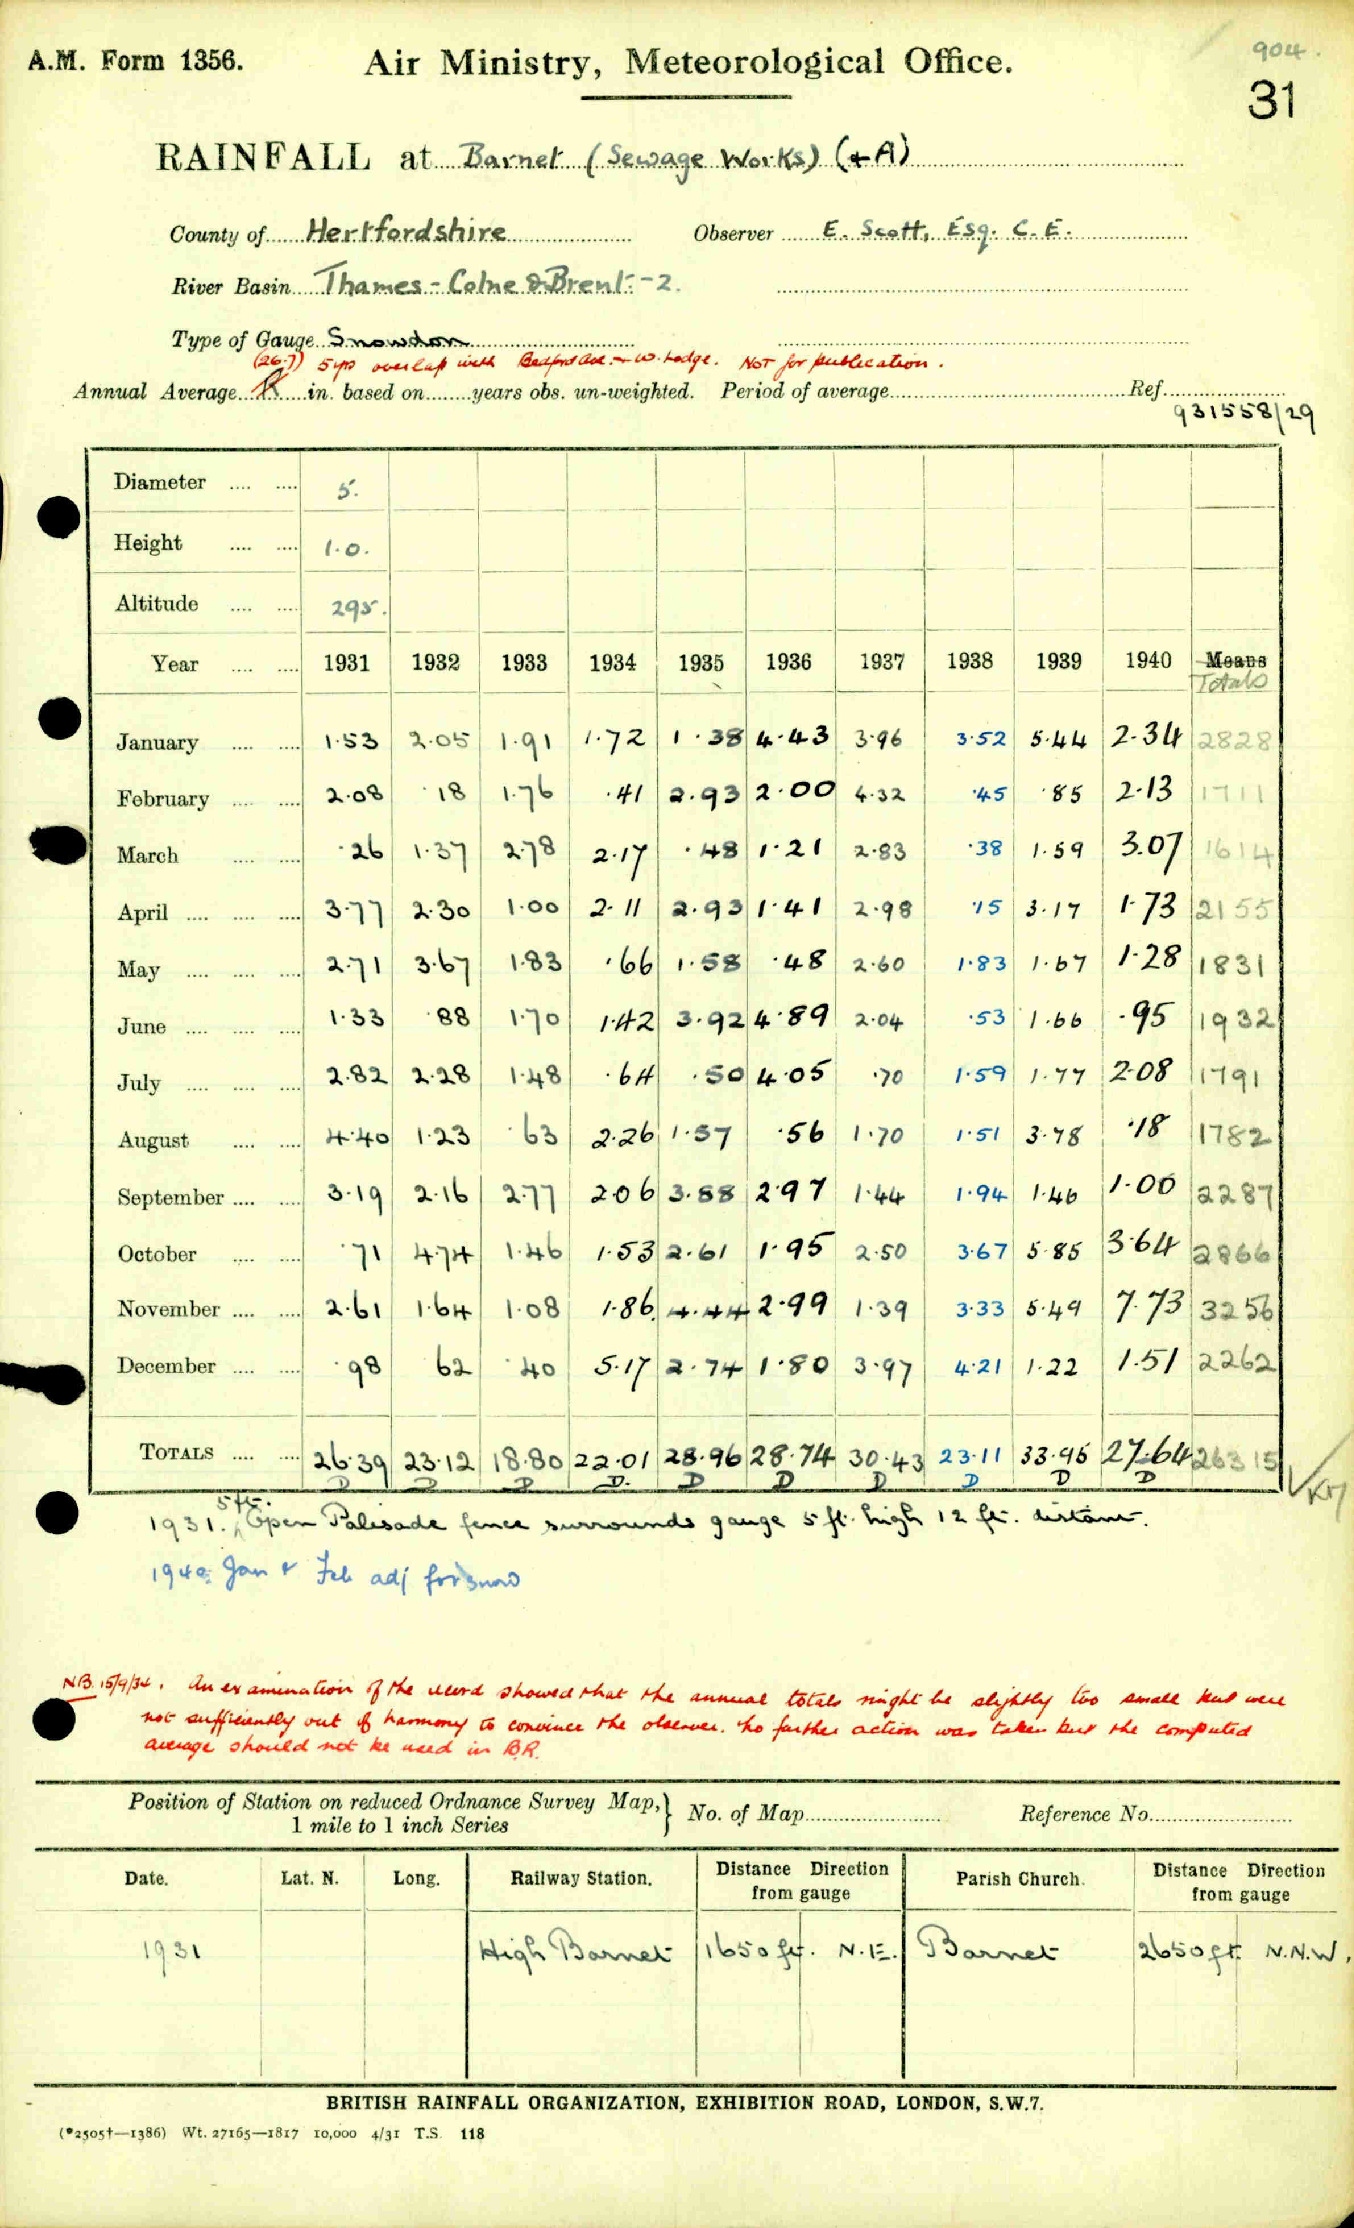 904.
A.M. Form 1356. Air Ministry, Meteorological Office.
31
RAINFALL at Barnet (Sewage Works) (+A)
County of Hertfordshire Observer E. Scott, Esq. C.E.
River Basin Thames - Colne & Brent - 2.
Type of Gauge Snowdon
(26.7) 5 yrs overlap with Bedford Ave. + W. Lodge. NOT for publication.
Annual Average in. based on years obs. un-weighted. Period of average Ref.
931558/29
Diameter 5.
Height 1.0.
Altitude 295.
Year 1931 1932 1933 1934 1935 1936 1937 1938 1939 1940 Means
Totals
January 1.53 2.05 1.91 1.72 1.38 4.43 3.96 3.52 5.44 2.34 2828
February 2.08 .18 1.76 .41 2.93 2.00 4.32 .45 .85 2.13 1711
March .26 1.37 2.78 2.17 .48 1.21 2.83 .38 1.59 3.07 1614
April 3.77 2.30 1.00 2.11 2.93 1.41 2.98 .15 3.17 1.73 2155
May 2.71 3.67 1.83 .66 1.58 .48 2.60 1.83 1.67 1.28 1831
June 1.33 .88 1.70 1.42 3.92 4.89 2.04 .53 1.66 .95 1932
July 2.82 2.28 1.48 .64 .50 4.05 .70 1.59 1.77 2.08 1791
August 4.40 1.23 .63 2.26 1.57 .56 1.70 1.51 3.78 .18 1782
September 3.19 2.16 2.77 2.06 3.88 2.97 1.44 1.94 1.46 1.00 2287
October .71 4.74 1.46 1.53 2.61 1.95 2.50 3.67 5.85 3.64 2866
November 2.61 1.64 1.08 1.86 4.44 2.99 1.39 3.33 5.49 7.73 3256
December .98 62 .40 5.17 2.74 1.80 3.97 4.21 1.22 1.51 2262
TOTALS 26.39 23.12 18.80 22.01 28.96 28.74 30.43 23.11 33.95 27.64 26315
D D D D. D D D D D D
5 ft.
1931. Open Palisade fence surrounds gauge 5 ft. high 12 ft. distant.
1940. Jan & Feb adj for snow
NB. 15/9/34. An examination of the record showed that the annual totals might be slightly too small but were
not sufficiently out of harmony to convince the observer. No further action was taken but the computed
average should not be used in B.R.
Position of Station on reduced Ordnance Survey Map, 1 mile to 1 inch Series } No. of Map Reference No.
Date. Lat. N. Long. Railway Station. Distance Direction from gauge Parish Church. Distance Direction from gauge
1931 High Barnet 1650 ft. N.E. Barnet 2650 ft. N.N.W.
BRITISH RAINFALL ORGANIZATION, EXHIBITION ROAD, LONDON, S.W.7.
(*2505†—1386) Wt. 27165—1817 10,000 4/31 T.S. 118